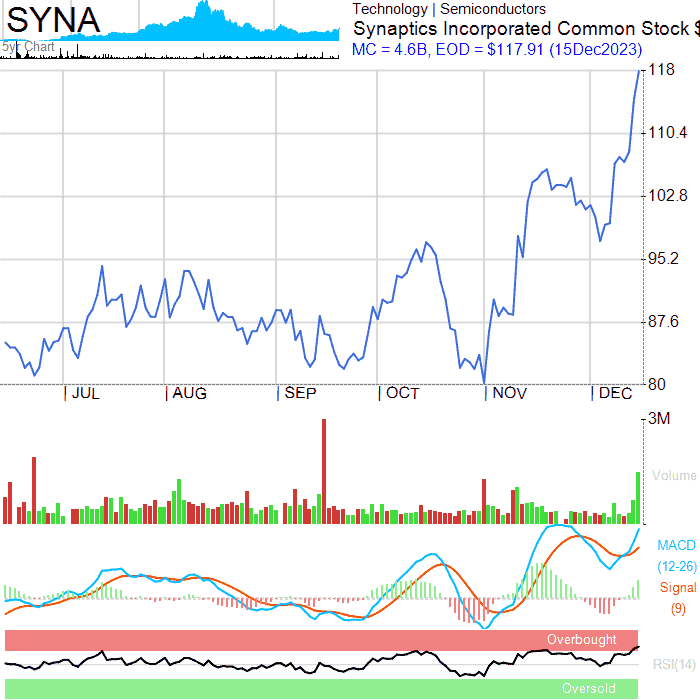 SYNA
5yr Chart
Technology | Semiconductors
Synaptics Incorporated Common Stock $
MC = 4.6B, EOD = $117.91 (15Dec2023)
118
110.4
102.8
95.2
87.6
80
| JUL | AUG | SEP | OCT | NOV | DEC
3M
Volume
MACD
(12-26)
Signal
(9)
Overbought
RSI(14)
Oversold